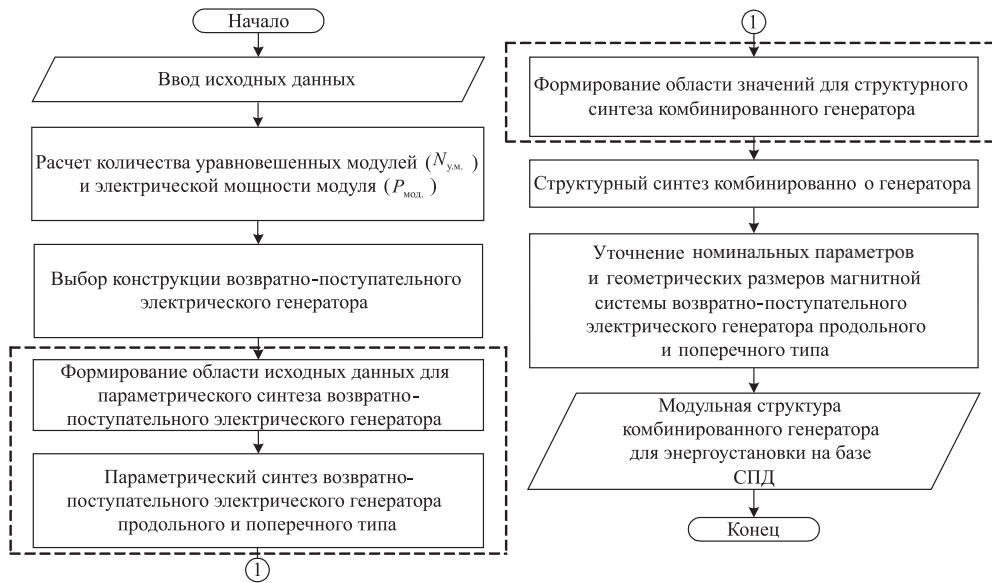 Начало
Ввод исходных данных
Расчет количества уравновешенных модулей (N у.м.)
и электрической мощности модуля (P мод.)
Выбор конструкции возвратно-поступательного
электрического генератора
Формирование области исходных данных для
параметрического синтеза возвратно-
поступательного электрического генератора
Параметрический синтез возвратно-
поступательного электрического генератора
продольного и поперечного типа
1
1
Формирование области значений для структурного
синтеза комбинированного генератора
Структурный синтез комбинированно о генератора
Уточнение номинальных параметров
и геометрических размеров магнитной
системы возвратно-поступательного
электрического генератора продольного
и поперечного типа
Модульная структура
комбинированного генератора
для энергоустановки на базе
СПД
Конец